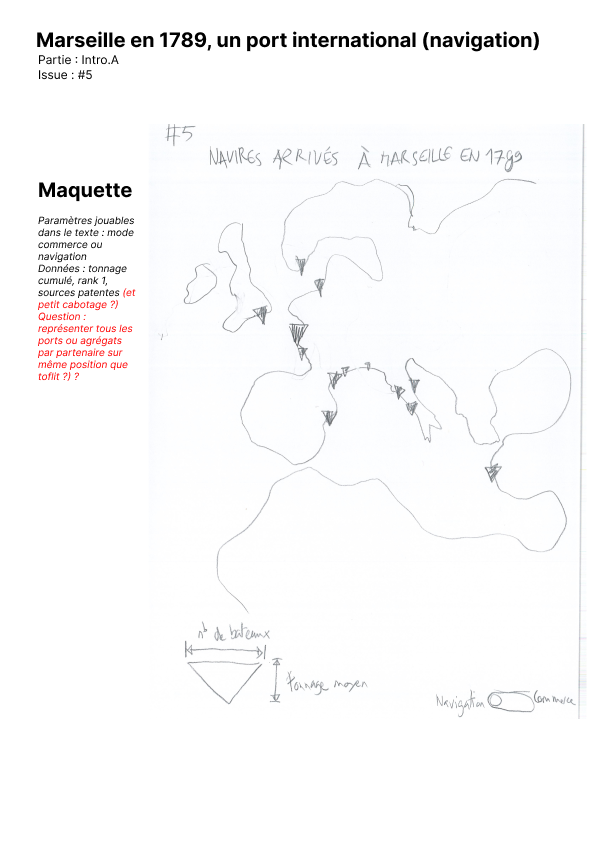 Marseille en 1789, un port international (navigation)
Partie : Intro.A
Issue : #5
#5
NAVIRES ARRIVÉS À MARSEILLE EN 1789
Maquette
Paramètres jouables
dans le texte : mode
commerce ou
navigation
Données : tonnage
cumulé, rank 1,
sources patentes (et
petit cabotage ?)
Question :
représenter tous les
ports ou agrégats
par partenaire sur
même position que
toflit ?) ?
nb de bateaux
tonnage moyen
Navigation Commerce